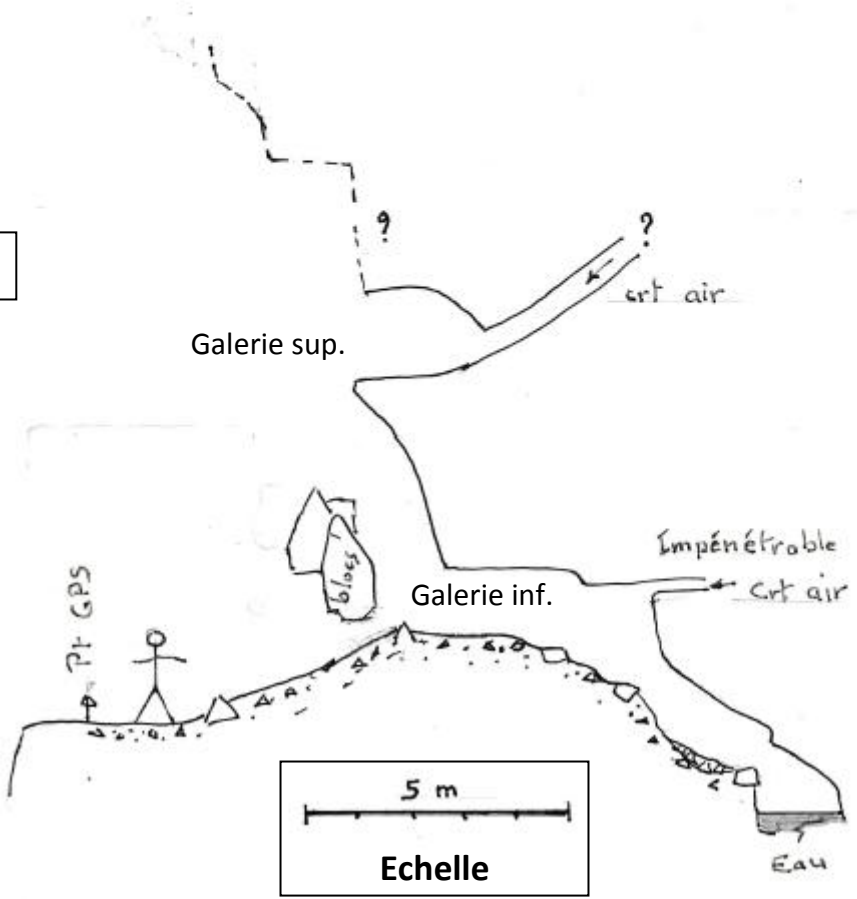 ?
?
crt air
Galerie sup.
Impénétrable
crt air
blocs
Galerie inf.
Pt GPS
5 m
Echelle
Eau